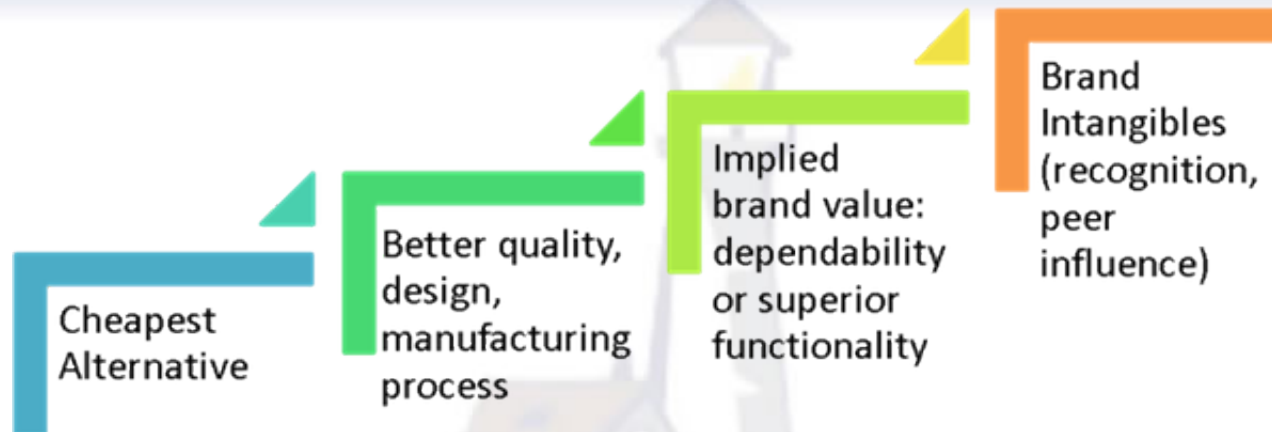 Cheapest
Alternative
Better quality,
design,
manufacturing
process
Implied
brand value:
dependability
or superior
functionality
Brand
Intangibles
(recognition,
peer
influence)